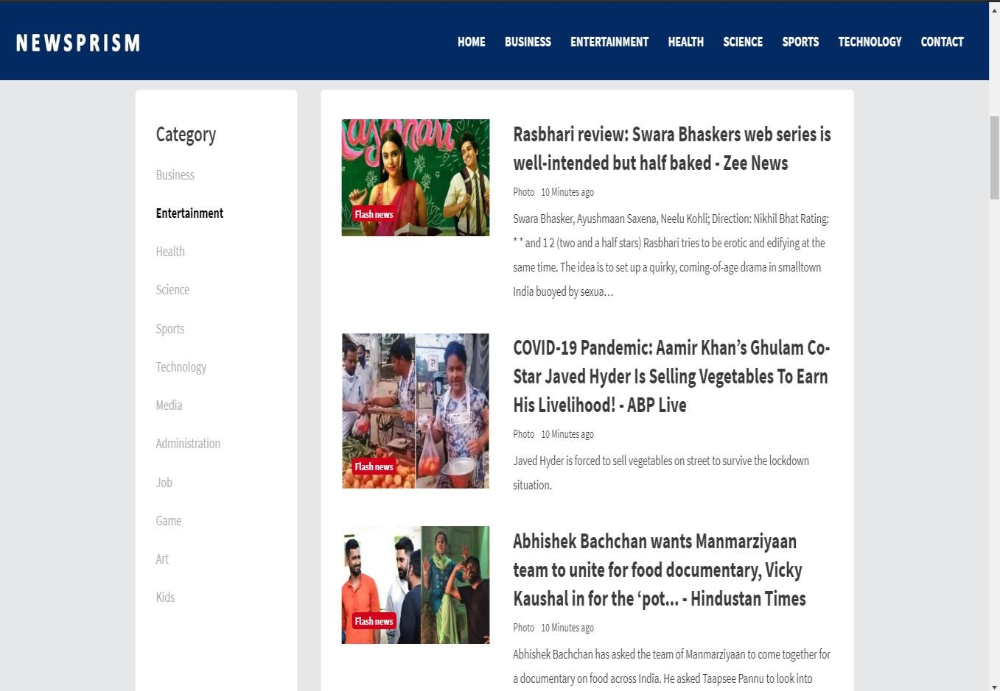 NEWSPRISM
HOME BUSINESS ENTERTAINMENT HEALTH SCIENCE SPORTS TECHNOLOGY CONTACT
Category
Business
Entertainment
Health
Science
Sports
Technology
Media
Administration
Job
Game
Art
Kids
Flash news
Rasbhari review: Swara Bhaskers web series is
well-intended but half baked - Zee News
Photo 10 Minutes ago
Swara Bhasker, Ayushmaan Saxena, Neelu Kohli; Direction: Nikhil Bhat Rating:
* * and 1 2 (two and a half stars) Rasbhari tries to be erotic and edifying at the
same time. The idea is to set up a quirky, coming-of-age drama in smalltown
India buoyed by sexua…
Flash news
COVID-19 Pandemic: Aamir Khan’s Ghulam Co-
Star Javed Hyder Is Selling Vegetables To Earn
His Livelihood! - ABP Live
Photo 10 Minutes ago
Javed Hyder is forced to sell vegetables on street to survive the lockdown
situation.
Flash news
Abhishek Bachchan wants Manmarziyaan
team to unite for food documentary, Vicky
Kaushal in for the ‘pot... - Hindustan Times
Photo 10 Minutes ago
Abhishek Bachchan has asked the team of Manmarziyaan to come together for
a documentary on food across India. He asked Taapsee Pannu to look into